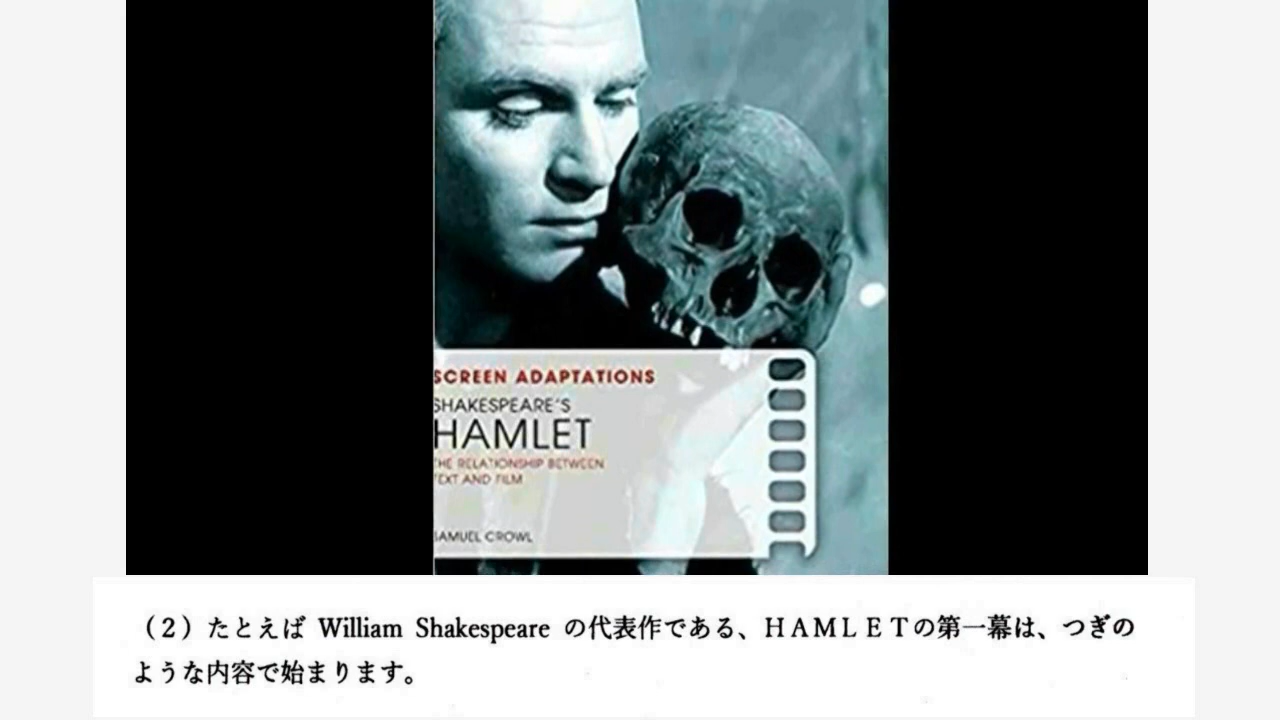 SCREEN ADAPTATIONS
SHAKESPEARE'S
HAMLET
THE RELATIONSHIP BETWEEN
TEXT AND FILM
SAMUEL CROWL
（2）たとえば William Shakespeare の代表作である、ＨＡＭＬＥＴの第一幕は、つぎの
ような内容で始まります。